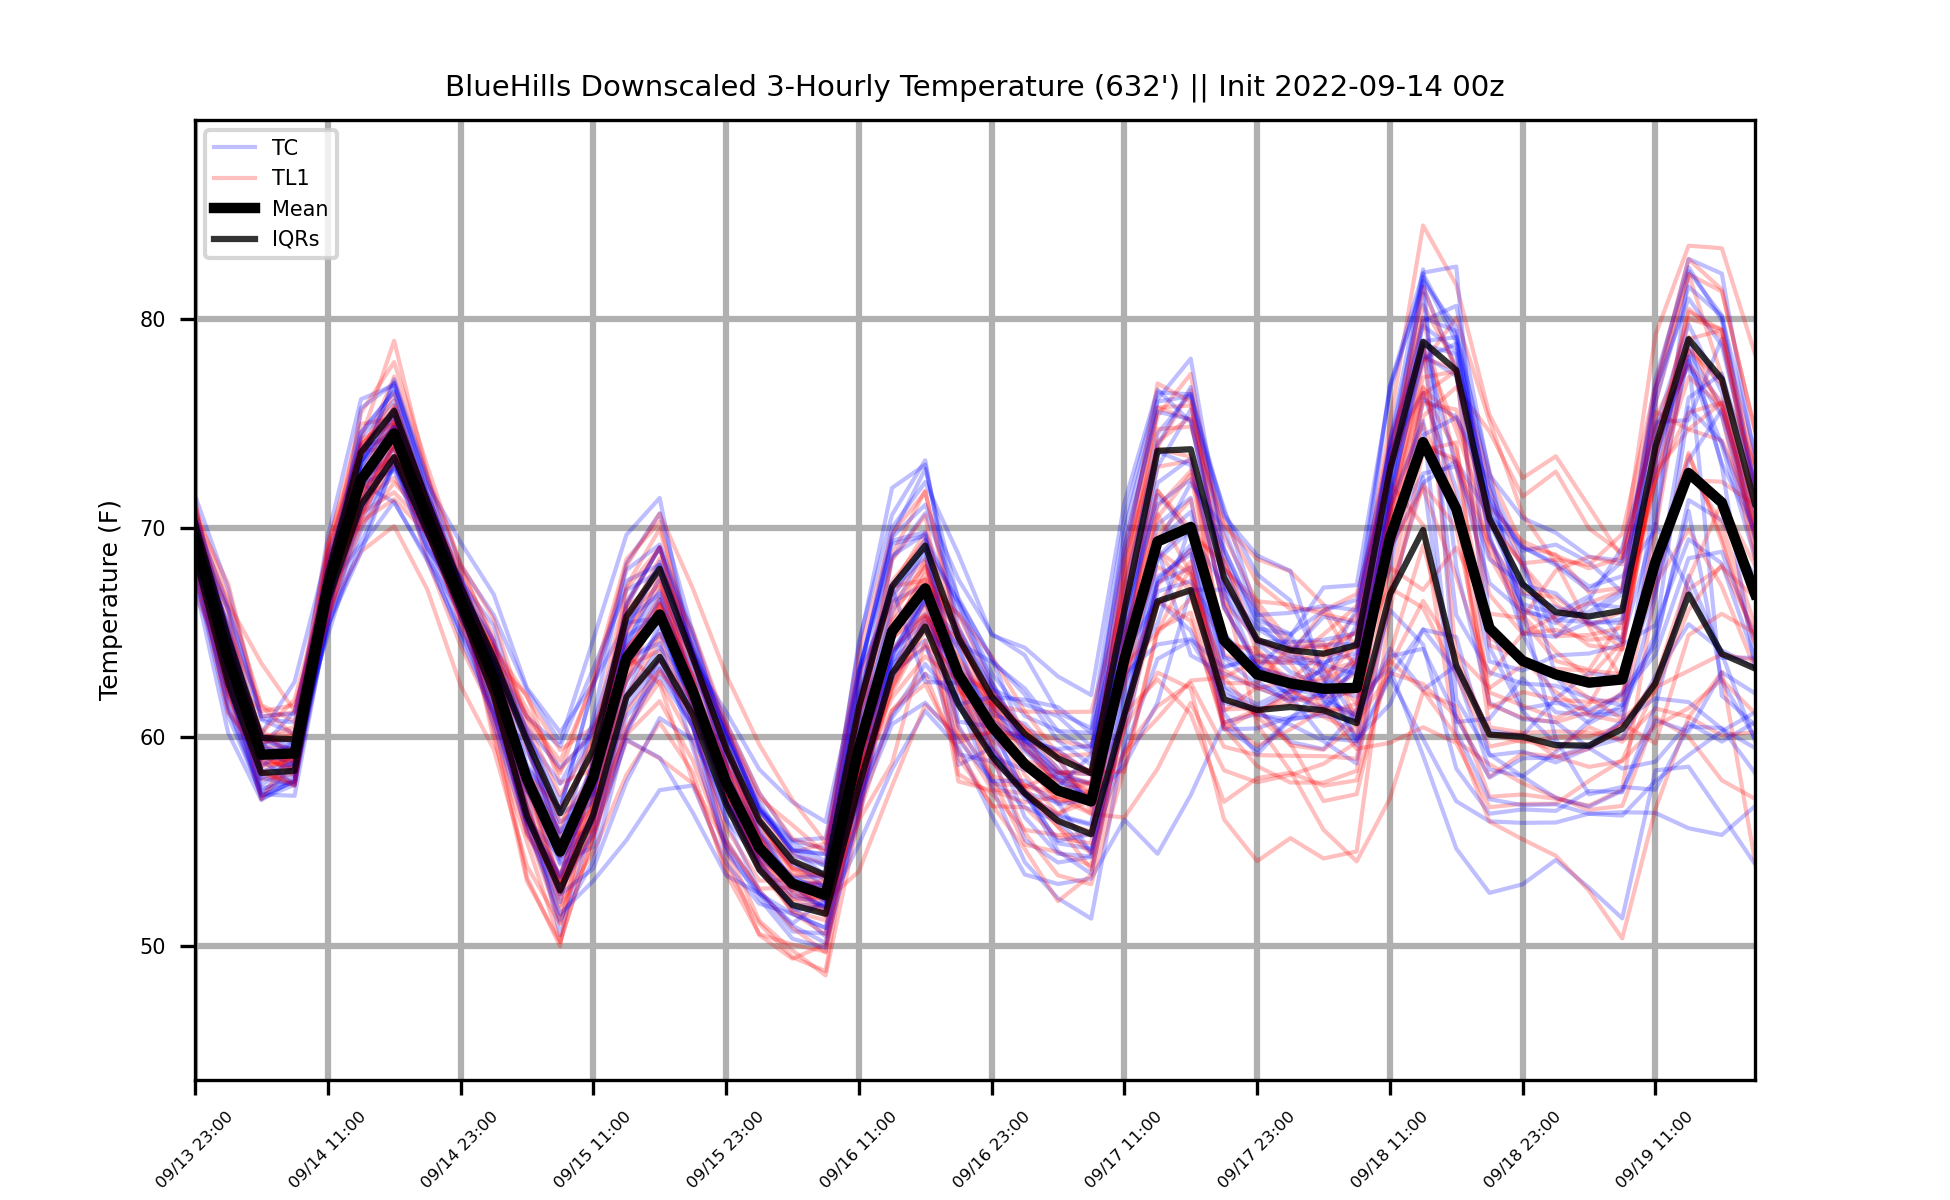 BlueHills Downscaled 3-Hourly Temperature (632') || Init 2022-09-14 00z
TC
TL1
Mean
IQRs
Temperature (F)
80
70
60
50
09/13 23:00
09/14 11:00
09/14 23:00
09/15 11:00
09/15 23:00
09/16 11:00
09/16 23:00
09/17 11:00
09/17 23:00
09/18 11:00
09/18 23:00
09/19 11:00